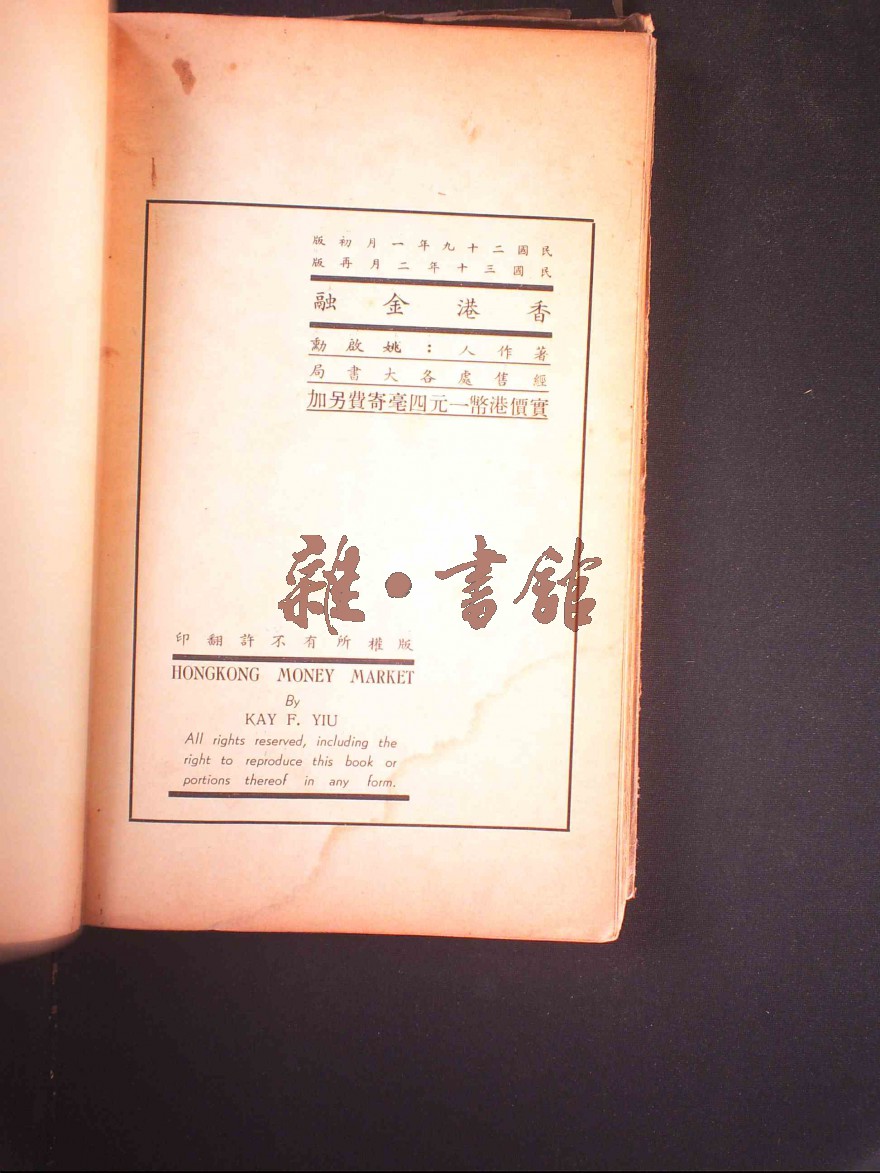 民國二十九年一月初版
民國三十年二月再版
香港金融
著作人：姚啟勳
經售處各大書局
實價港幣一元四毫寄費另加
雜·書館
版權所有不許翻印
HONGKONG MONEY MARKET
By
KAY F. YIU
All rights reserved, including the
right to reproduce this book or
portions thereof in any form.